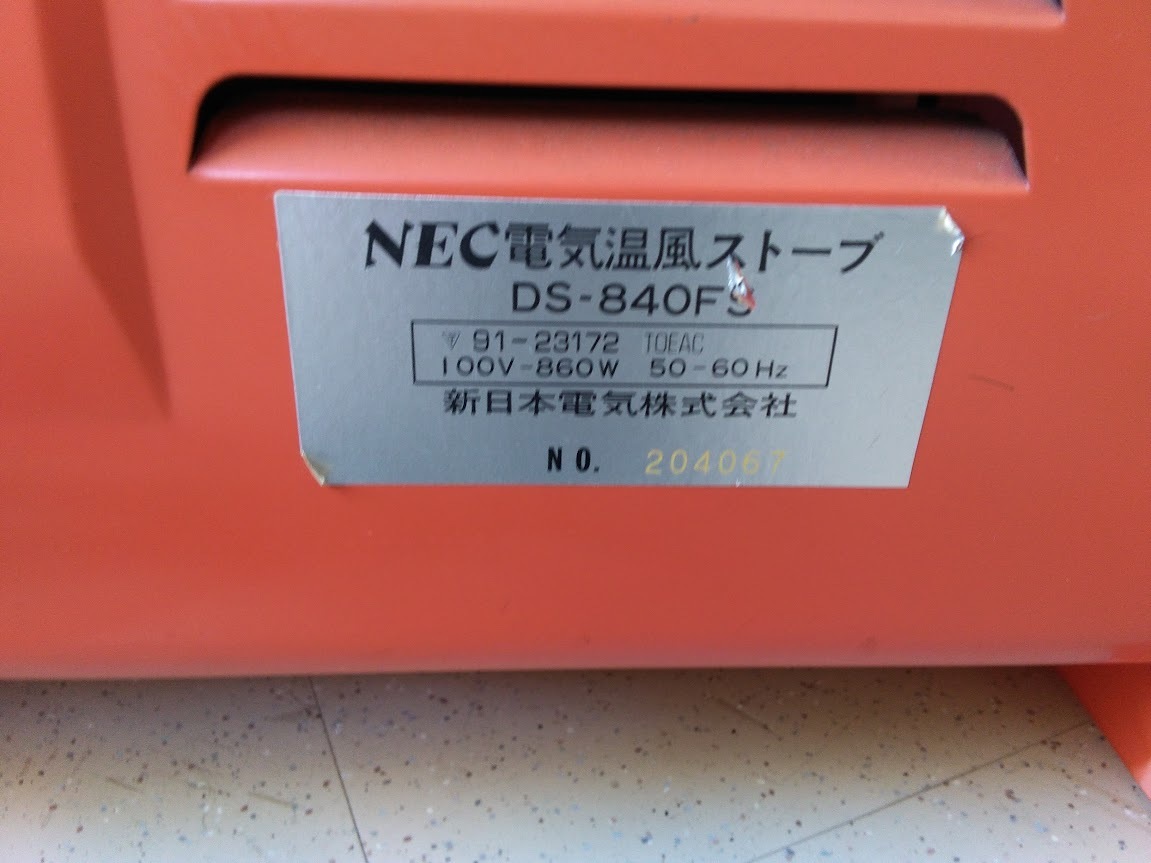 NEC電気温風ストーブ
DS-840FS
91-23172 TOEAC
100V-860W 50-60Hz
新日本電気株式会社
NO. 204067